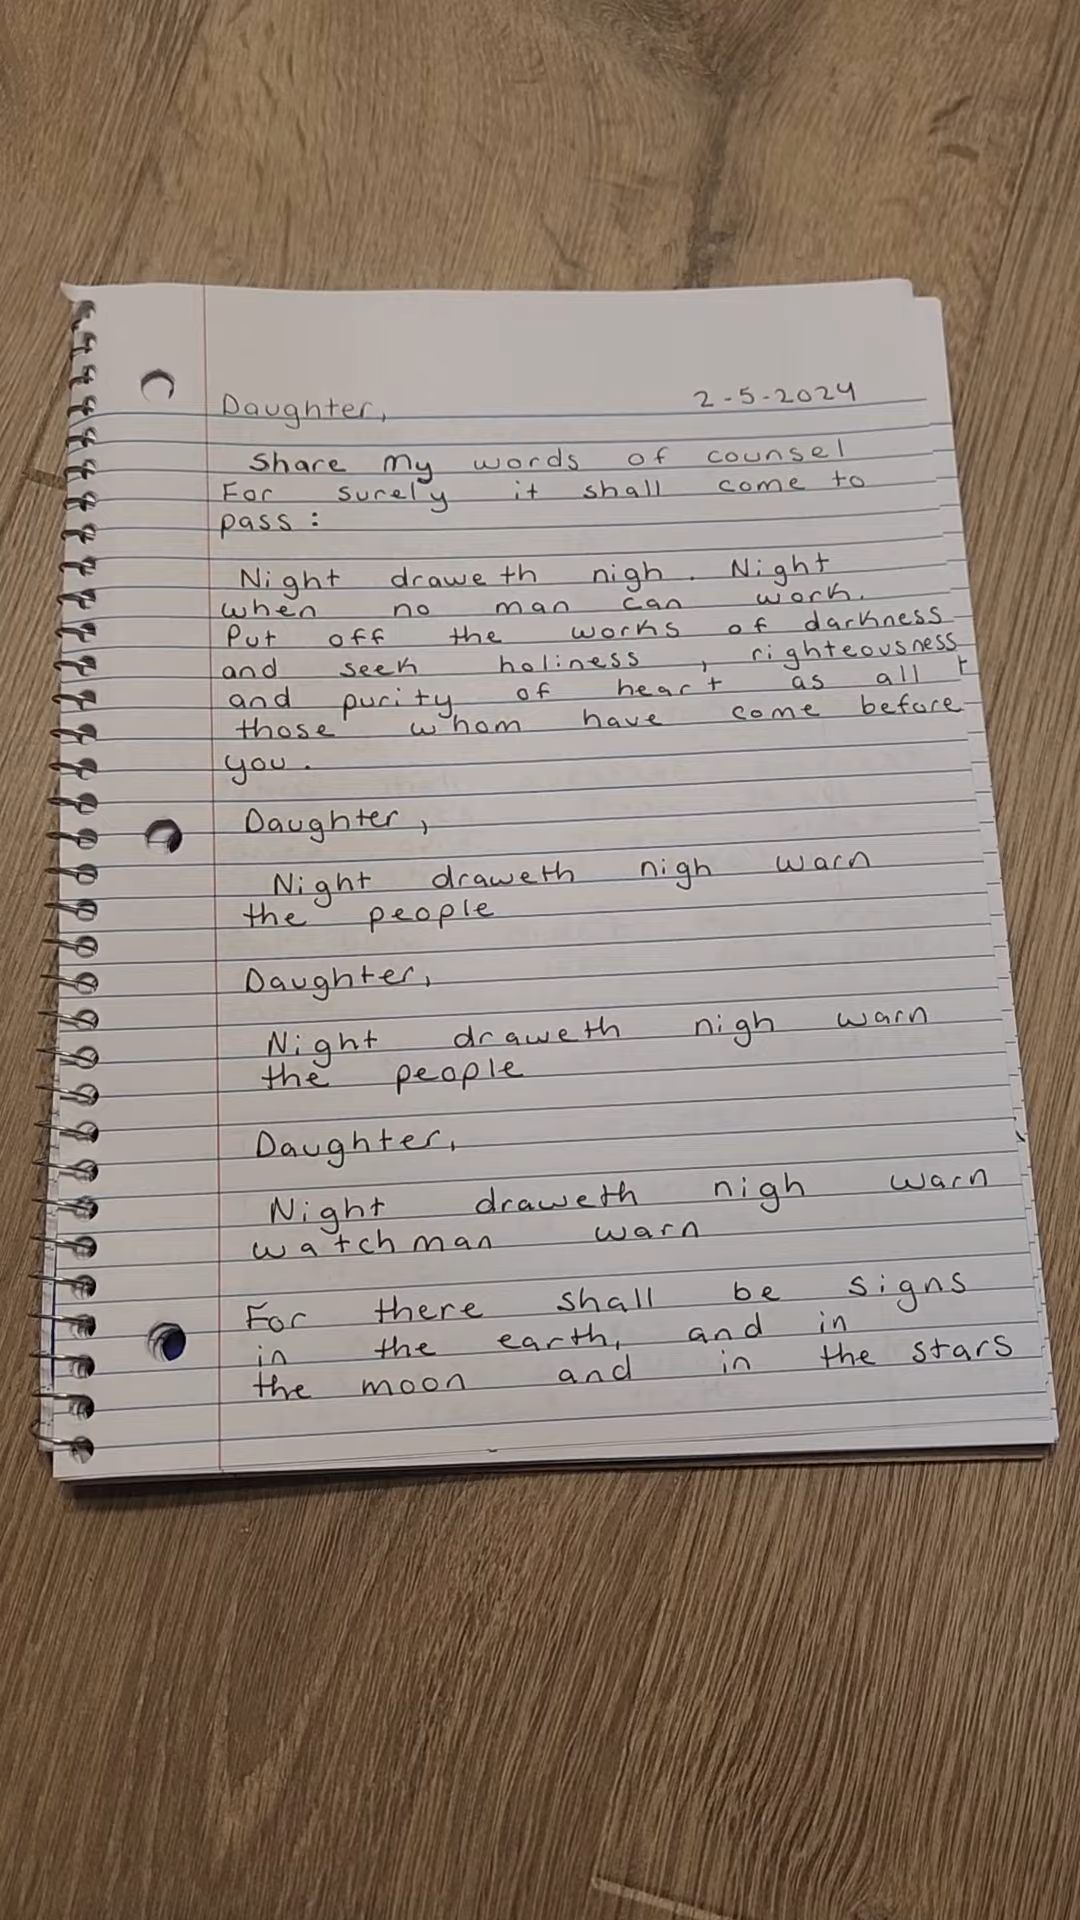 Daughter, 2-5-2024
Share my words of counsel
For surely it shall come to
pass:
Night draweth nigh. Night
when no man can work.
Put off the works of darkness
and seek holiness, righteousness
and purity of heart as all
those whom have come before
you.
Daughter,
Night draweth nigh warn
the people
Daughter,
Night draweth nigh warn
the people
Daughter,
Night draweth nigh warn
watchman warn
For there shall be signs
in the earth, and in
the moon and in the stars